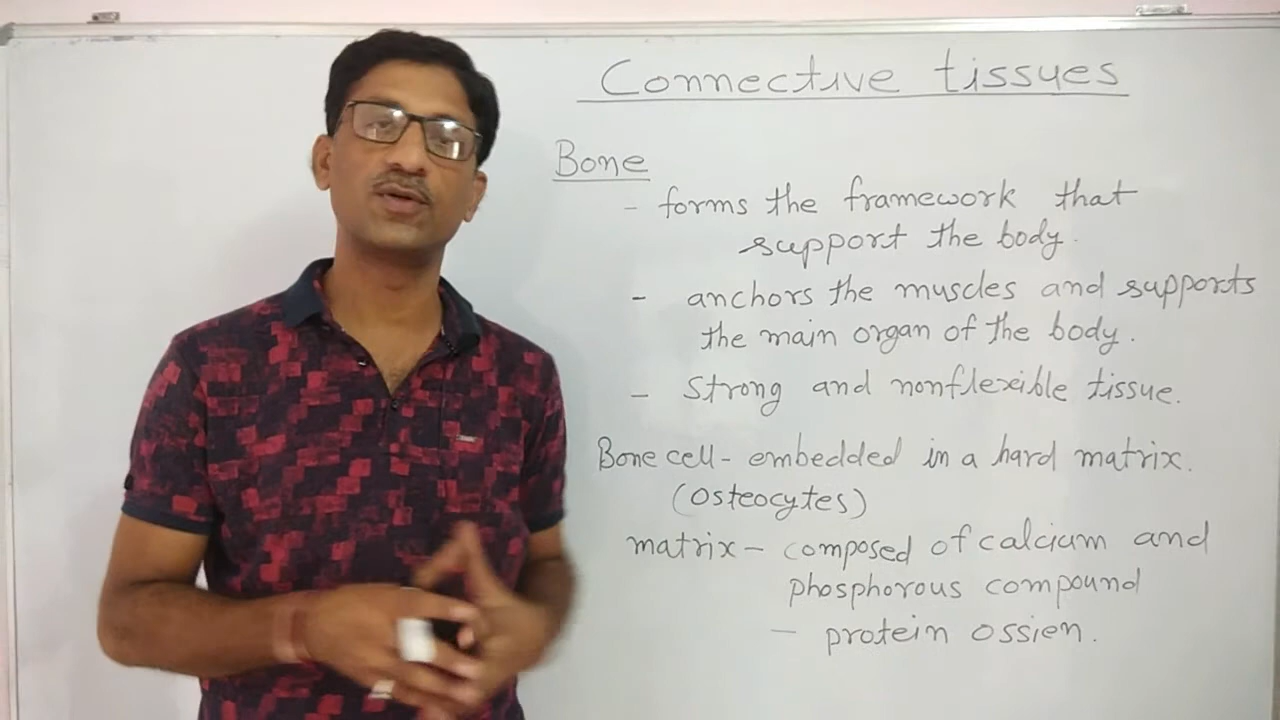 Connective tissues
Bone
- forms the framework that
support the body.
- anchors the muscles and supports
the main organ of the body.
- Strong and nonflexible tissue.
Bone cell - embedded in a hard matrix.
(Osteocytes)
matrix - composed of calcium and
phosphorous compound
- protein ossien.